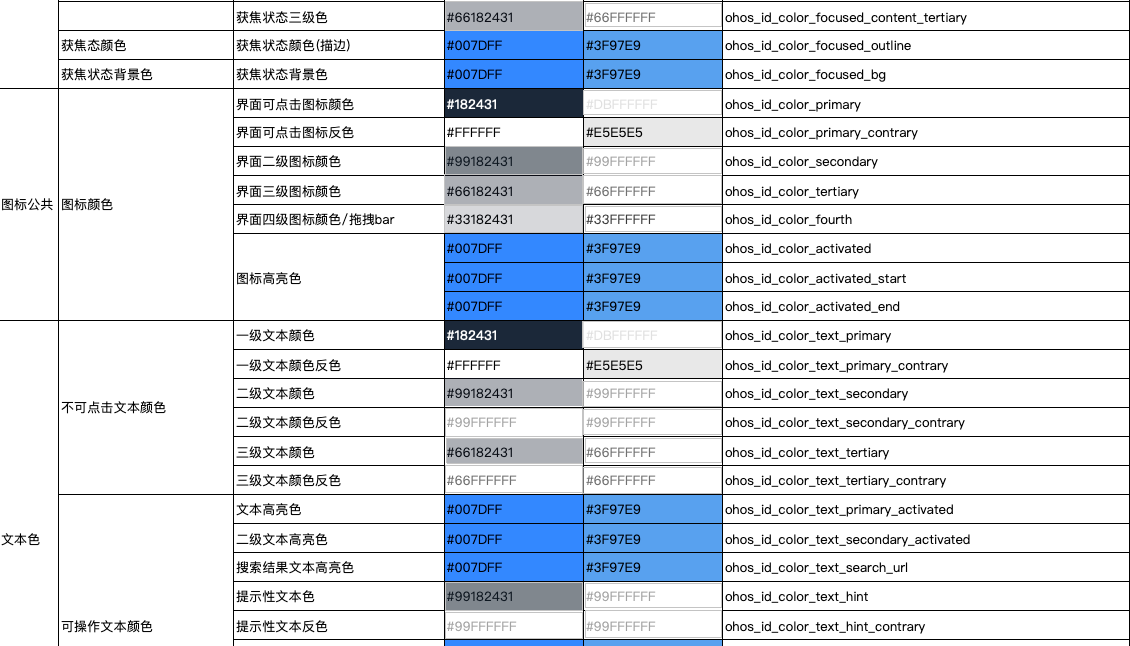 获焦状态三级色 #66182431 #66FFFFFF ohos_id_color_focused_content_tertiary
获焦态颜色 获焦状态颜色(描边) #007DFF #3F97E9 ohos_id_color_focused_outline
获焦状态背景色 获焦状态背景色 #007DFF #3F97E9 ohos_id_color_focused_bg
图标公共 图标颜色 界面可点击图标颜色 #182431 #DBFFFFFF ohos_id_color_primary
界面可点击图标反色 #FFFFFF #E5E5E5 ohos_id_color_primary_contrary
界面二级图标颜色 #99182431 #99FFFFFF ohos_id_color_secondary
界面三级图标颜色 #66182431 #66FFFFFF ohos_id_color_tertiary
界面四级图标颜色/拖拽bar #33182431 #33FFFFFF ohos_id_color_fourth
图标高亮色 #007DFF #3F97E9 ohos_id_color_activated
#007DFF #3F97E9 ohos_id_color_activated_start
#007DFF #3F97E9 ohos_id_color_activated_end
文本色 不可点击文本颜色 一级文本颜色 #182431 #DBFFFFFF ohos_id_color_text_primary
一级文本颜色反色 #FFFFFF #E5E5E5 ohos_id_color_text_primary_contrary
二级文本颜色 #99182431 #99FFFFFF ohos_id_color_text_secondary
二级文本颜色反色 #99FFFFFF #99FFFFFF ohos_id_color_text_secondary_contrary
三级文本颜色 #66182431 #66FFFFFF ohos_id_color_text_tertiary
三级文本颜色反色 #66FFFFFF #66FFFFFF ohos_id_color_text_tertiary_contrary
可操作文本颜色 文本高亮色 #007DFF #3F97E9 ohos_id_color_text_primary_activated
二级文本高亮色 #007DFF #3F97E9 ohos_id_color_text_secondary_activated
搜索结果文本高亮色 #007DFF #3F97E9 ohos_id_color_text_search_url
提示性文本色 #99182431 #99FFFFFF ohos_id_color_text_hint
提示性文本反色 #99FFFFFF #99FFFFFF ohos_id_color_text_hint_contrary